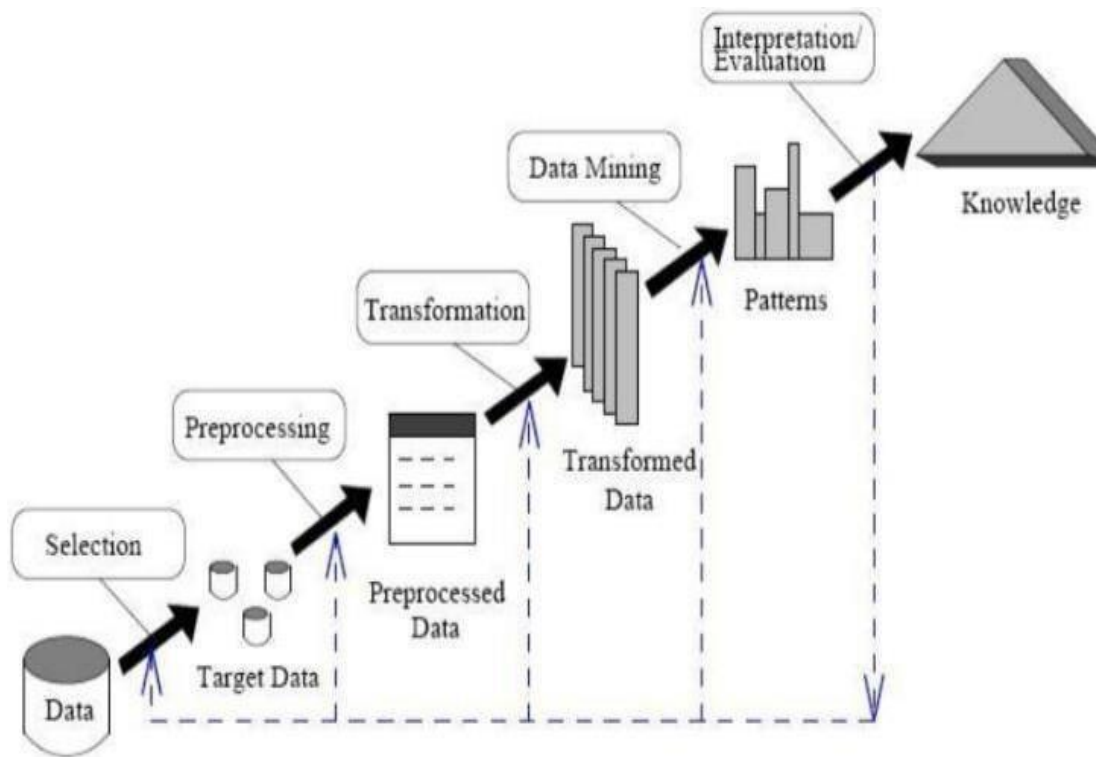 Interpretation/
Evaluation
Knowledge
Data Mining
Patterns
Transformation
Transformed
Data
Preprocessing
Preprocessed
Data
Selection
Target Data
Data